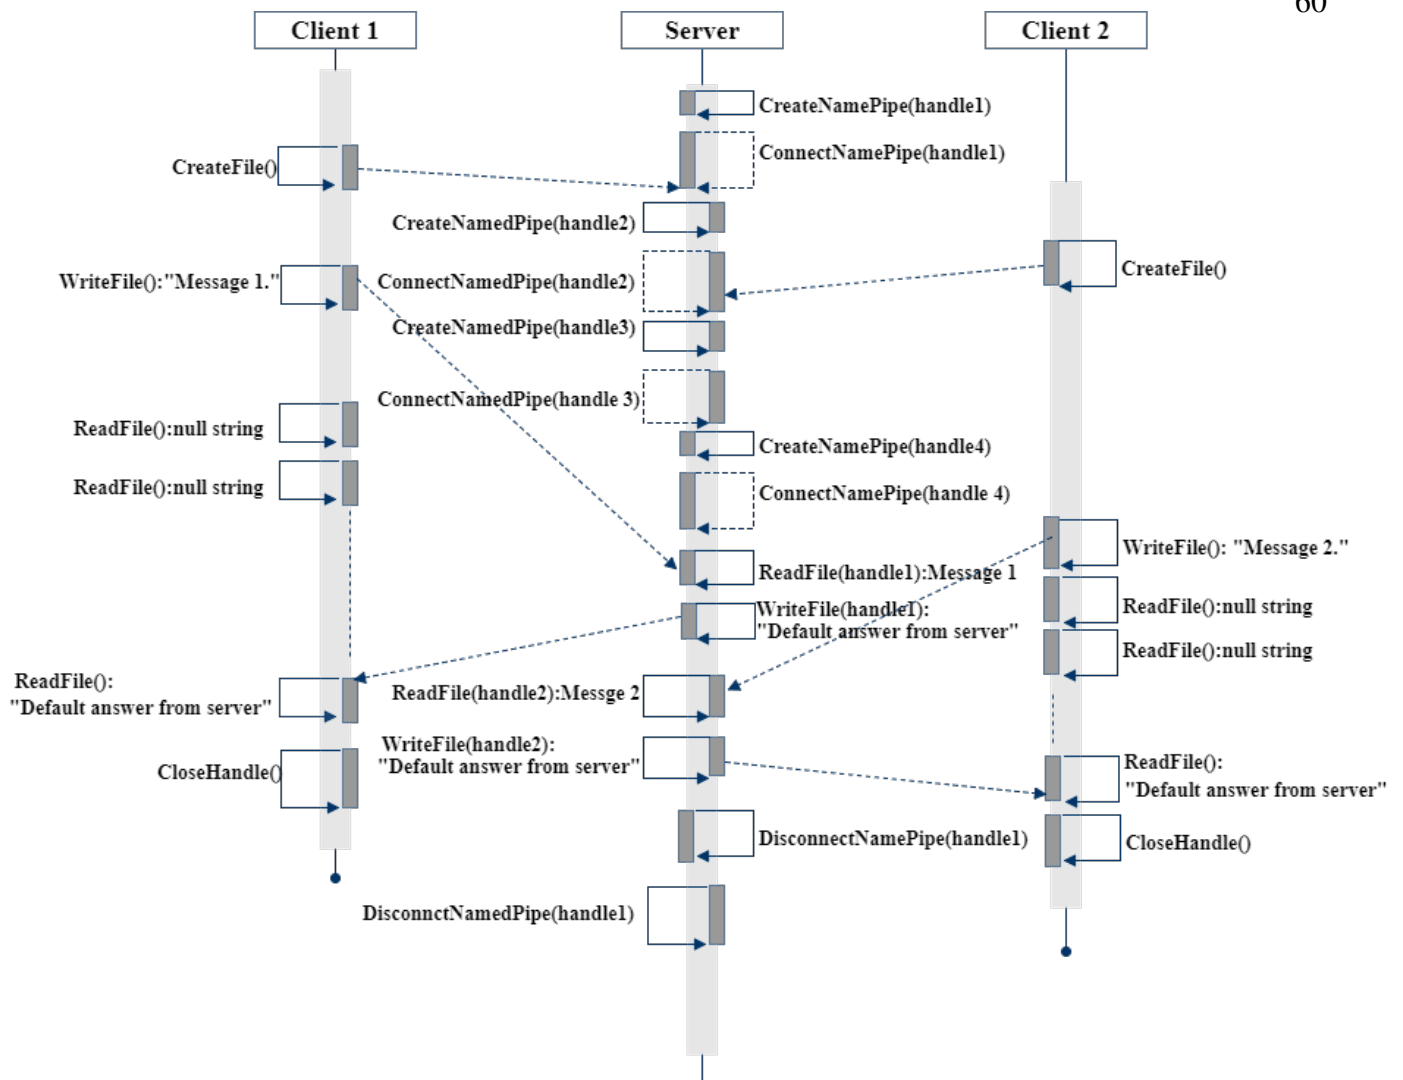 60
Client 1
Server
Client 2
CreateNamePipe(handle1)
ConnectNamePipe(handle1)
CreateFile()
CreateNamedPipe(handle2)
CreateFile()
WriteFile():"Message 1."
ConnectNamedPipe(handle2)
CreateNamedPipe(handle3)
ConnectNamedPipe(handle 3)
ReadFile():null string
CreateNamePipe(handle4)
ReadFile():null string
ConnectNamePipe(handle 4)
WriteFile(): "Message 2."
ReadFile(handle1):Message 1
ReadFile():null string
WriteFile(handle1):
"Default answer from server"
ReadFile():null string
ReadFile():
"Default answer from server"
ReadFile(handle2):Messge 2
WriteFile(handle2):
"Default answer from server"
CloseHandle()
ReadFile():
"Default answer from server"
DisconnectNamePipe(handle1)
CloseHandle()
DisconnctNamedPipe(handle1)